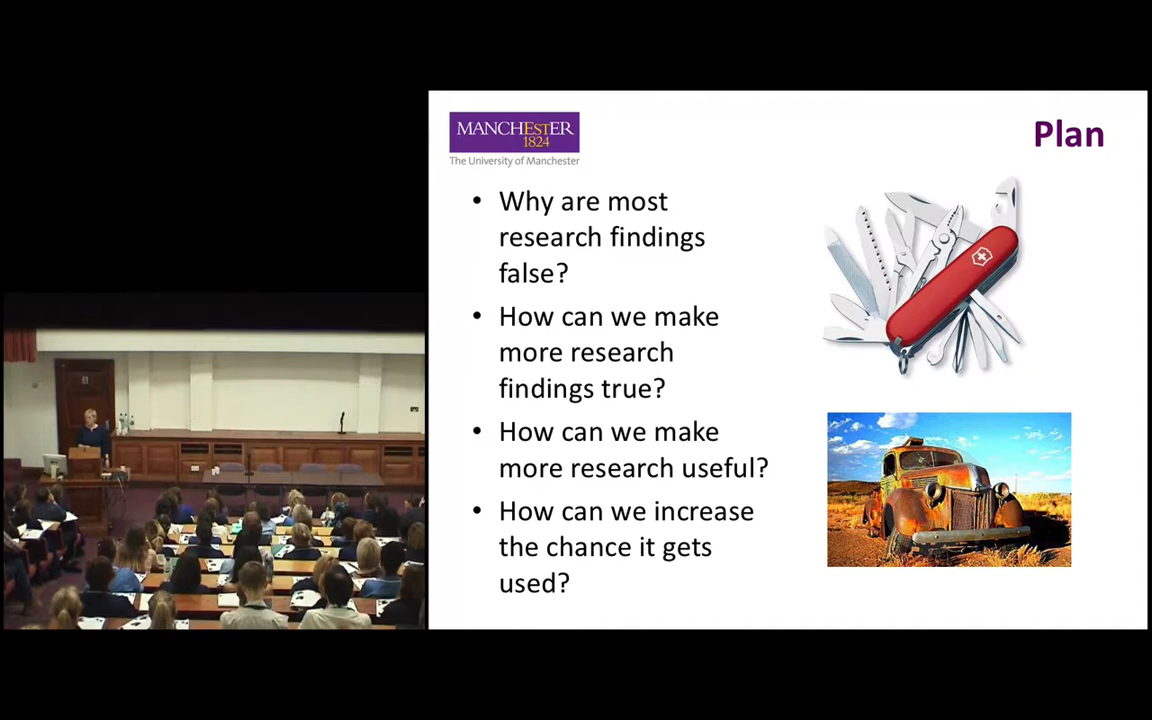 MANCHESTER
1824
The University of Manchester
Plan
• Why are most
research findings
false?
• How can we make
more research
findings true?
• How can we make
more research useful?
• How can we increase
the chance it gets
used?